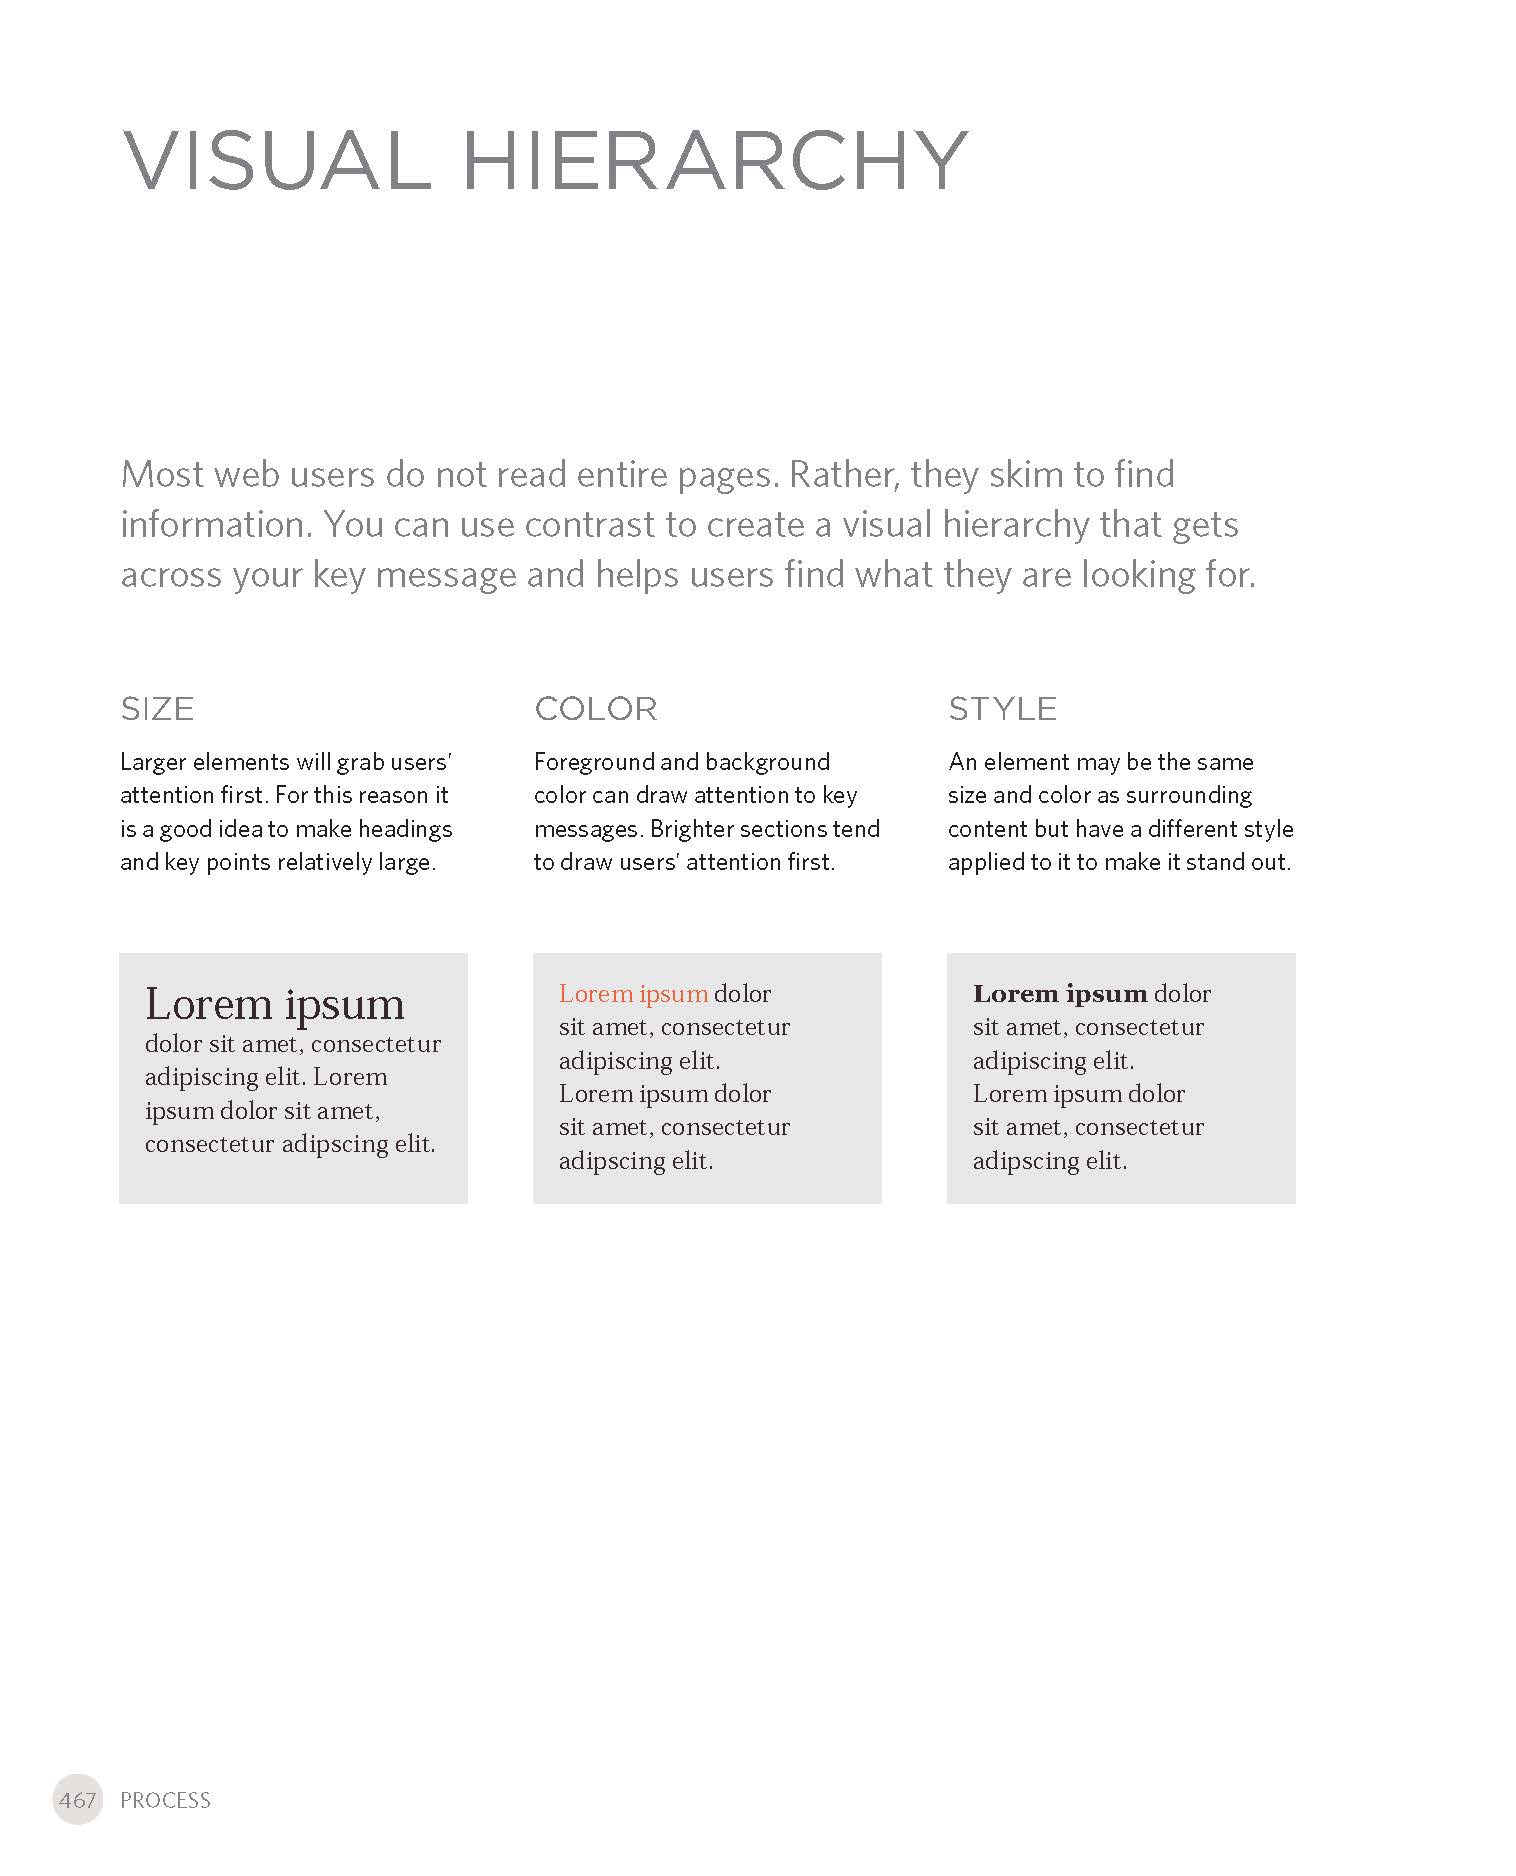 VISUAL HIERARCHY
Most web users do not read entire pages. Rather, they skim to find
information. You can use contrast to create a visual hierarchy that gets
across your key message and helps users find what they are looking for.
SIZE
Larger elements will grab users’
attention first. For this reason it
is a good idea to make headings
and key points relatively large.
Lorem ipsum
dolor sit amet, consectetur
adipiscing elit. Lorem
ipsum dolor sit amet,
consectetur adipscing elit.
COLOR
Foreground and background
color can draw attention to key
messages. Brighter sections tend
to draw users’ attention first.
Lorem ipsum dolor
sit amet, consectetur
adipiscing elit.
Lorem ipsum dolor
sit amet, consectetur
adipscing elit.
STYLE
An element may be the same
size and color as surrounding
content but have a different style
applied to it to make it stand out.
Lorem ipsum dolor
sit amet, consectetur
adipiscing elit.
Lorem ipsum dolor
sit amet, consectetur
adipscing elit.
467 PROCESS